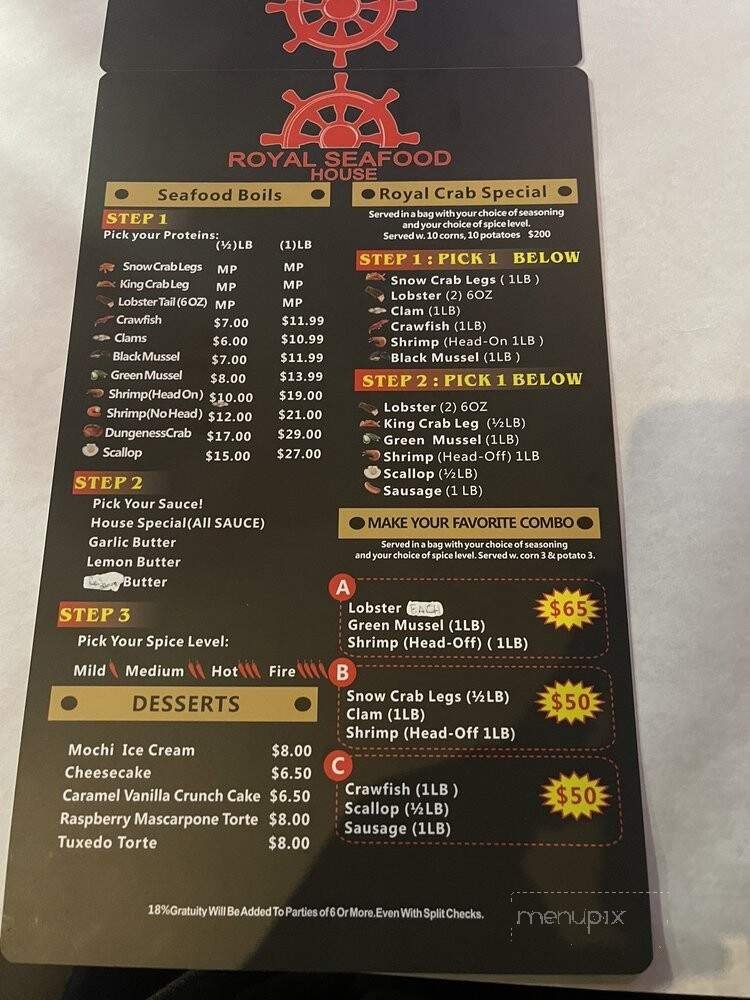 ROYAL SEAFOOD
HOUSE
Seafood Boils
STEP 1
Pick your Proteins:
(½)LB (1)LB
Snow Crab Legs MP MP
King Crab Leg MP MP
Lobster Tail (6 OZ) MP MP
Crawfish $7.00 $11.99
Clams $6.00 $10.99
Black Mussel $7.00 $11.99
Green Mussel $8.00 $13.99
Shrimp(Head On) $10.00 $19.00
Shrimp(No Head) $12.00 $21.00
Dungeness Crab $17.00 $29.00
Scallop $15.00 $27.00
STEP 2
Pick Your Sauce!
House Special(All SAUCE)
Garlic Butter
Lemon Butter
Butter
STEP 3
Pick Your Spice Level:
Mild Medium Hot Fire
DESSERTS
Mochi Ice Cream $8.00
Cheesecake $6.50
Caramel Vanilla Crunch Cake $6.50
Raspberry Mascarpone Torte $8.00
Tuxedo Torte $8.00
Royal Crab Special
Served in a bag with your choice of seasoning
and your choice of spice level.
Served w. 10 corns, 10 potatoes $200
STEP 1 : PICK 1 BELOW
Snow Crab Legs ( 1LB )
Lobster (2) 6OZ
Clam (1LB)
Crawfish (1LB)
Shrimp (Head-On 1LB )
Black Mussel (1LB )
STEP 2 : PICK 1 BELOW
Lobster (2) 6OZ
King Crab Leg (½LB)
Green Mussel (1LB)
Shrimp (Head-Off) 1LB
Scallop (½LB)
Sausage (1 LB)
MAKE YOUR FAVORITE COMBO
Served in a bag with your choice of seasoning
and your choice of spice level. Served w. corn 3 & potato 3.
A
Lobster EACH
Green Mussel (1LB)
Shrimp (Head-Off) ( 1LB)
$65
B
Snow Crab Legs (½LB)
Clam (1LB)
Shrimp (Head-Off 1LB)
$50
C
Crawfish (1LB )
Scallop (½LB)
Sausage (1LB)
$50
18%Gratuity Will Be Added To Parties of 6 Or More.Even With Split Checks.
menupix